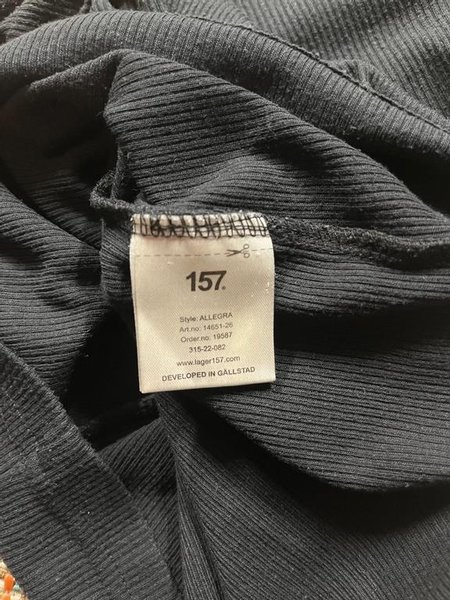 157.
Style: ALLEGRA
Art.no: 14651-26
Order.no: 19587
315-22-082
www.lager157.com
DEVELOPED IN GÄLLSTAD